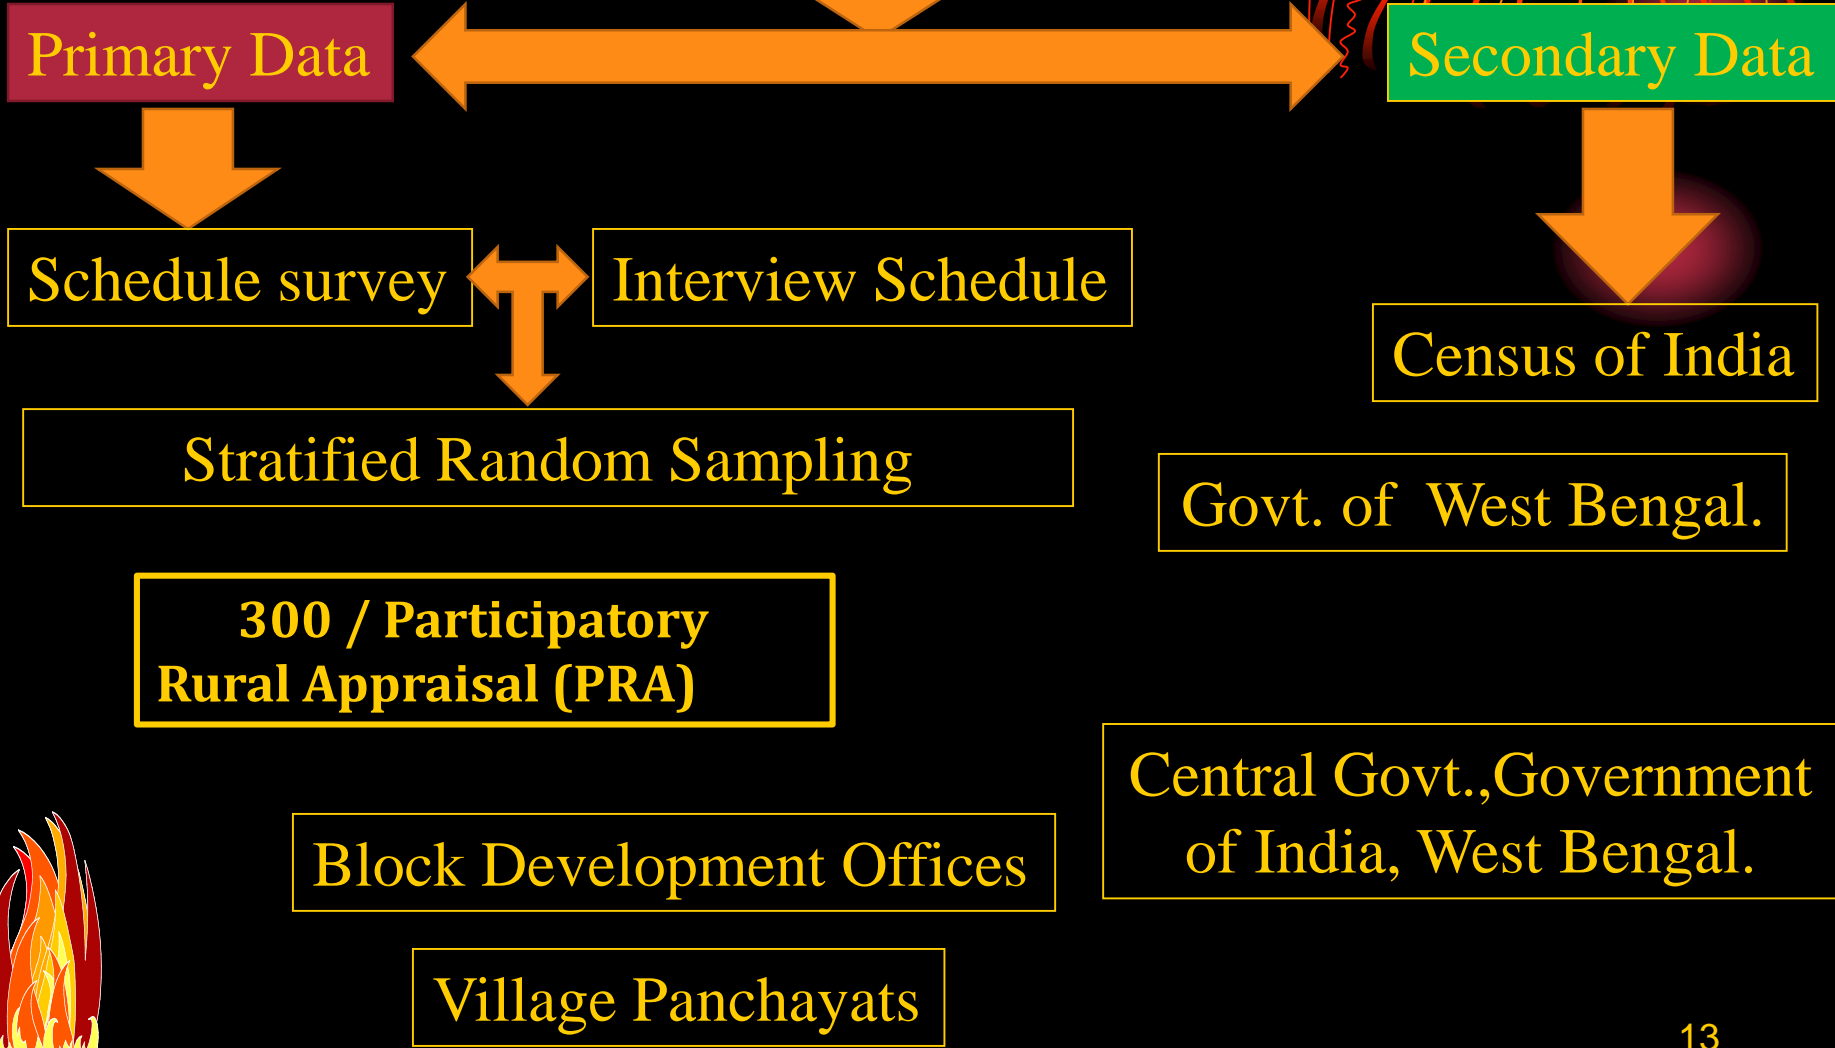 Primary Data
Secondary Data
Schedule survey
Interview Schedule
Census of India
Stratified Random Sampling
Govt. of West Bengal.
300 / Participatory
Rural Appraisal (PRA)
Central Govt.,Government
of India, West Bengal.
Block Development Offices
Village Panchayats
13